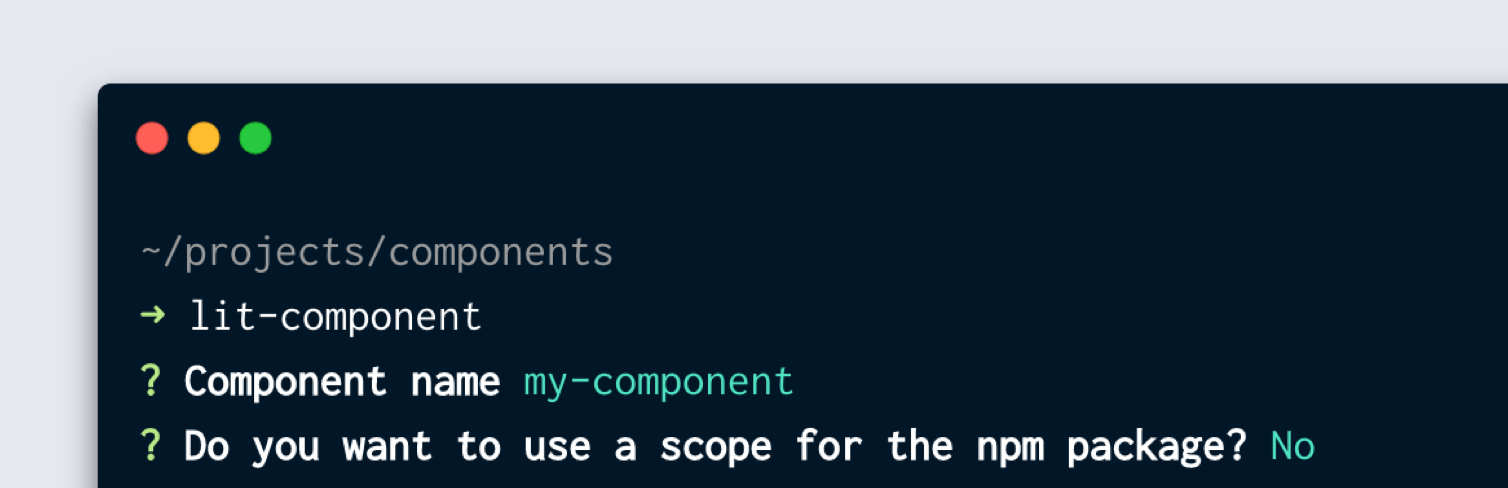 ~/projects/components
➜ lit-component
? Component name my-component
? Do you want to use a scope for the npm package? No